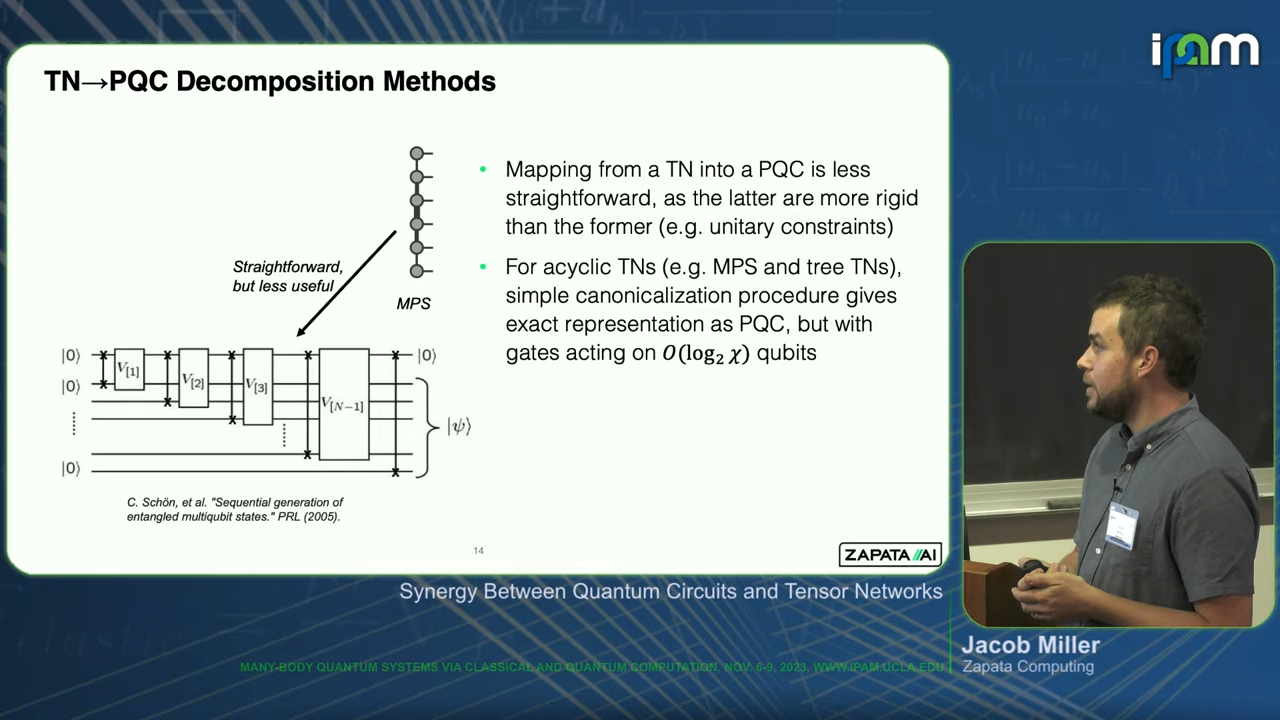 ipam
TN→PQC Decomposition Methods
Straightforward,
but less useful
MPS
|0⟩
|0⟩
|0⟩
V[1]
V[2]
V[3]
V[N−1]
|0⟩
|ψ⟩
C. Schön, et al. "Sequential generation of
entangled multiqubit states." PRL (2005).
• Mapping from a TN into a PQC is less
straightforward, as the latter are more rigid
than the former (e.g. unitary constraints)
• For acyclic TNs (e.g. MPS and tree TNs),
simple canonicalization procedure gives
exact representation as PQC, but with
gates acting on O(log₂ χ) qubits
14
ZAPATA//AI
Synergy Between Quantum Circuits and Tensor Networks
Jacob Miller
Zapata Computing
MANY-BODY QUANTUM SYSTEMS VIA CLASSICAL AND QUANTUM COMPUTATION, NOV. 6-9, 2023, WWW.IPAM.UCLA.EDU